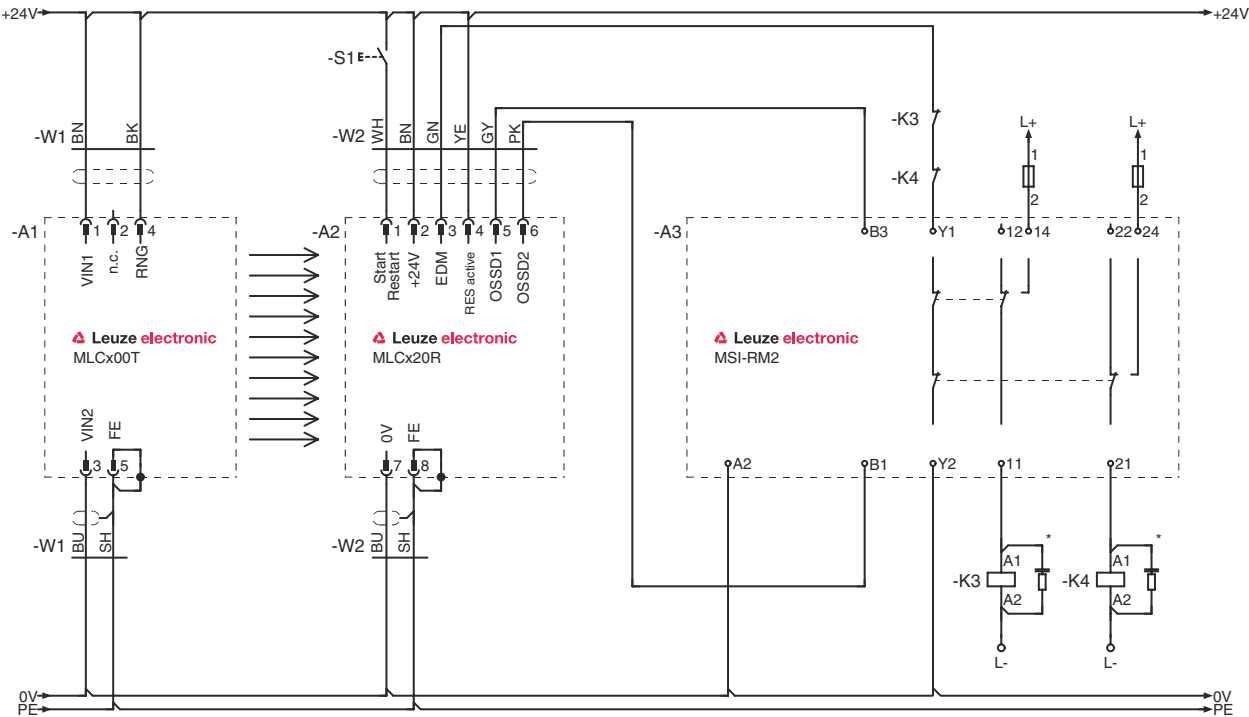 +24V
+24V
-S1
-W1
BN
BK
-W2
WH
BN
GN
YE
GY
PK
-K3
-K4
L+
1
2
L+
1
2
-A1
1
2
4
VIN1
n.c.
RNG
-A2
1
2
3
4
5
6
Start
Restart
+24V
EDM
RES active
OSSD1
OSSD2
-A3
B3
Y1
12
14
22
24
Leuze electronic
MLCx00T
Leuze electronic
MLCx20R
Leuze electronic
MSI-RM2
VIN2
FE
3
5
0V
FE
7
8
A2
B1
Y2
11
21
-W1
BU
SH
-W2
BU
SH
-K3
A1
A2
*
L-
-K4
A1
A2
*
L-
0V
0V
PE
PE